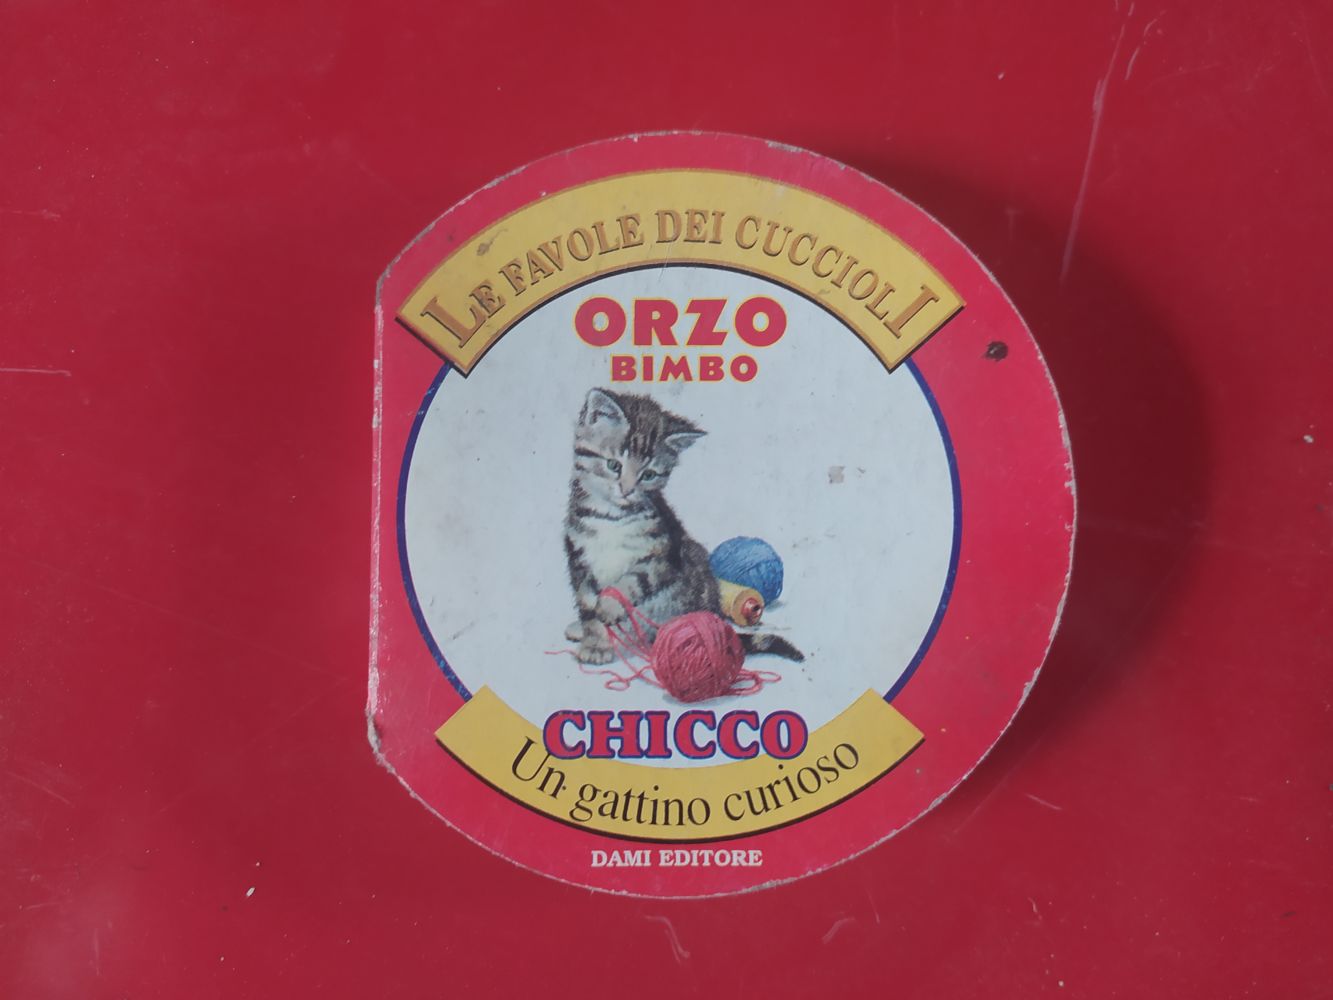 LE FAVOLE DEI CUCCIOLI
ORZO
BIMBO
CHICCO
Un gattino curioso
DAMI EDITORE